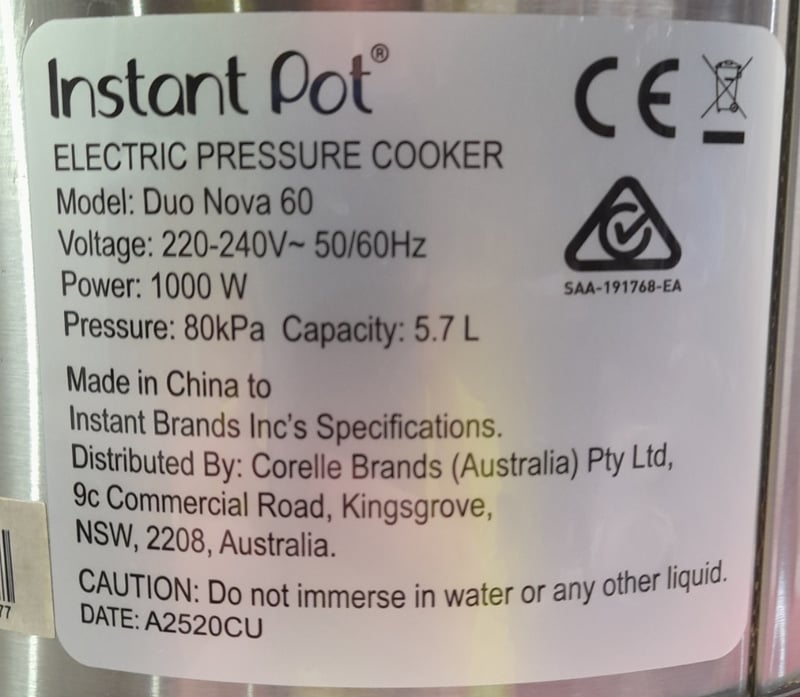 Instant Pot®
CE
ELECTRIC PRESSURE COOKER
Model: Duo Nova 60
Voltage: 220-240V~ 50/60Hz
Power: 1000 W
SAA-191768-EA
Pressure: 80kPa Capacity: 5.7 L
Made in China to
Instant Brands Inc's Specifications.
Distributed By: Corelle Brands (Australia) Pty Ltd,
9c Commercial Road, Kingsgrove,
NSW, 2208, Australia.
CAUTION: Do not immerse in water or any other liquid.
DATE: A2520CU
77